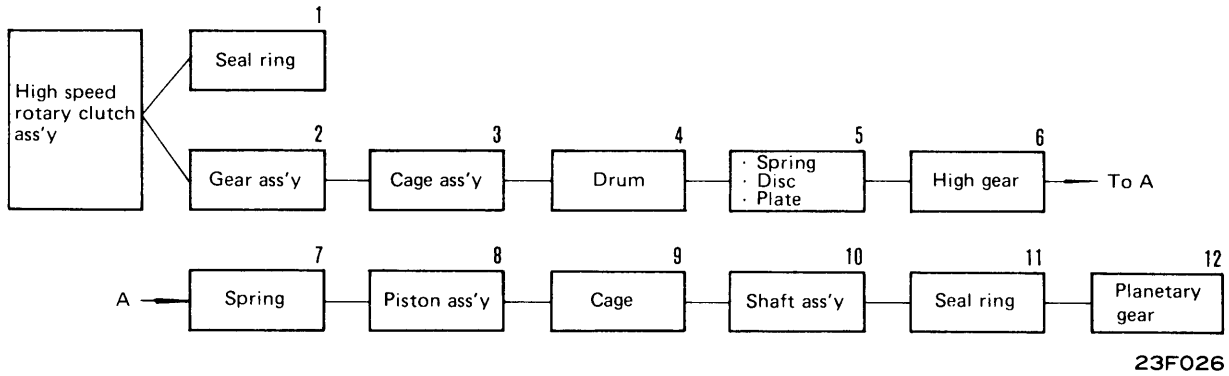 1
Seal ring
High speed
rotary clutch
ass'y
2
Gear ass'y
3
Cage ass'y
4
Drum
5
· Spring
· Disc
· Plate
6
High gear
To A
A
7
Spring
8
Piston ass'y
9
Cage
10
Shaft ass'y
11
Seal ring
12
Planetary
gear
23F026